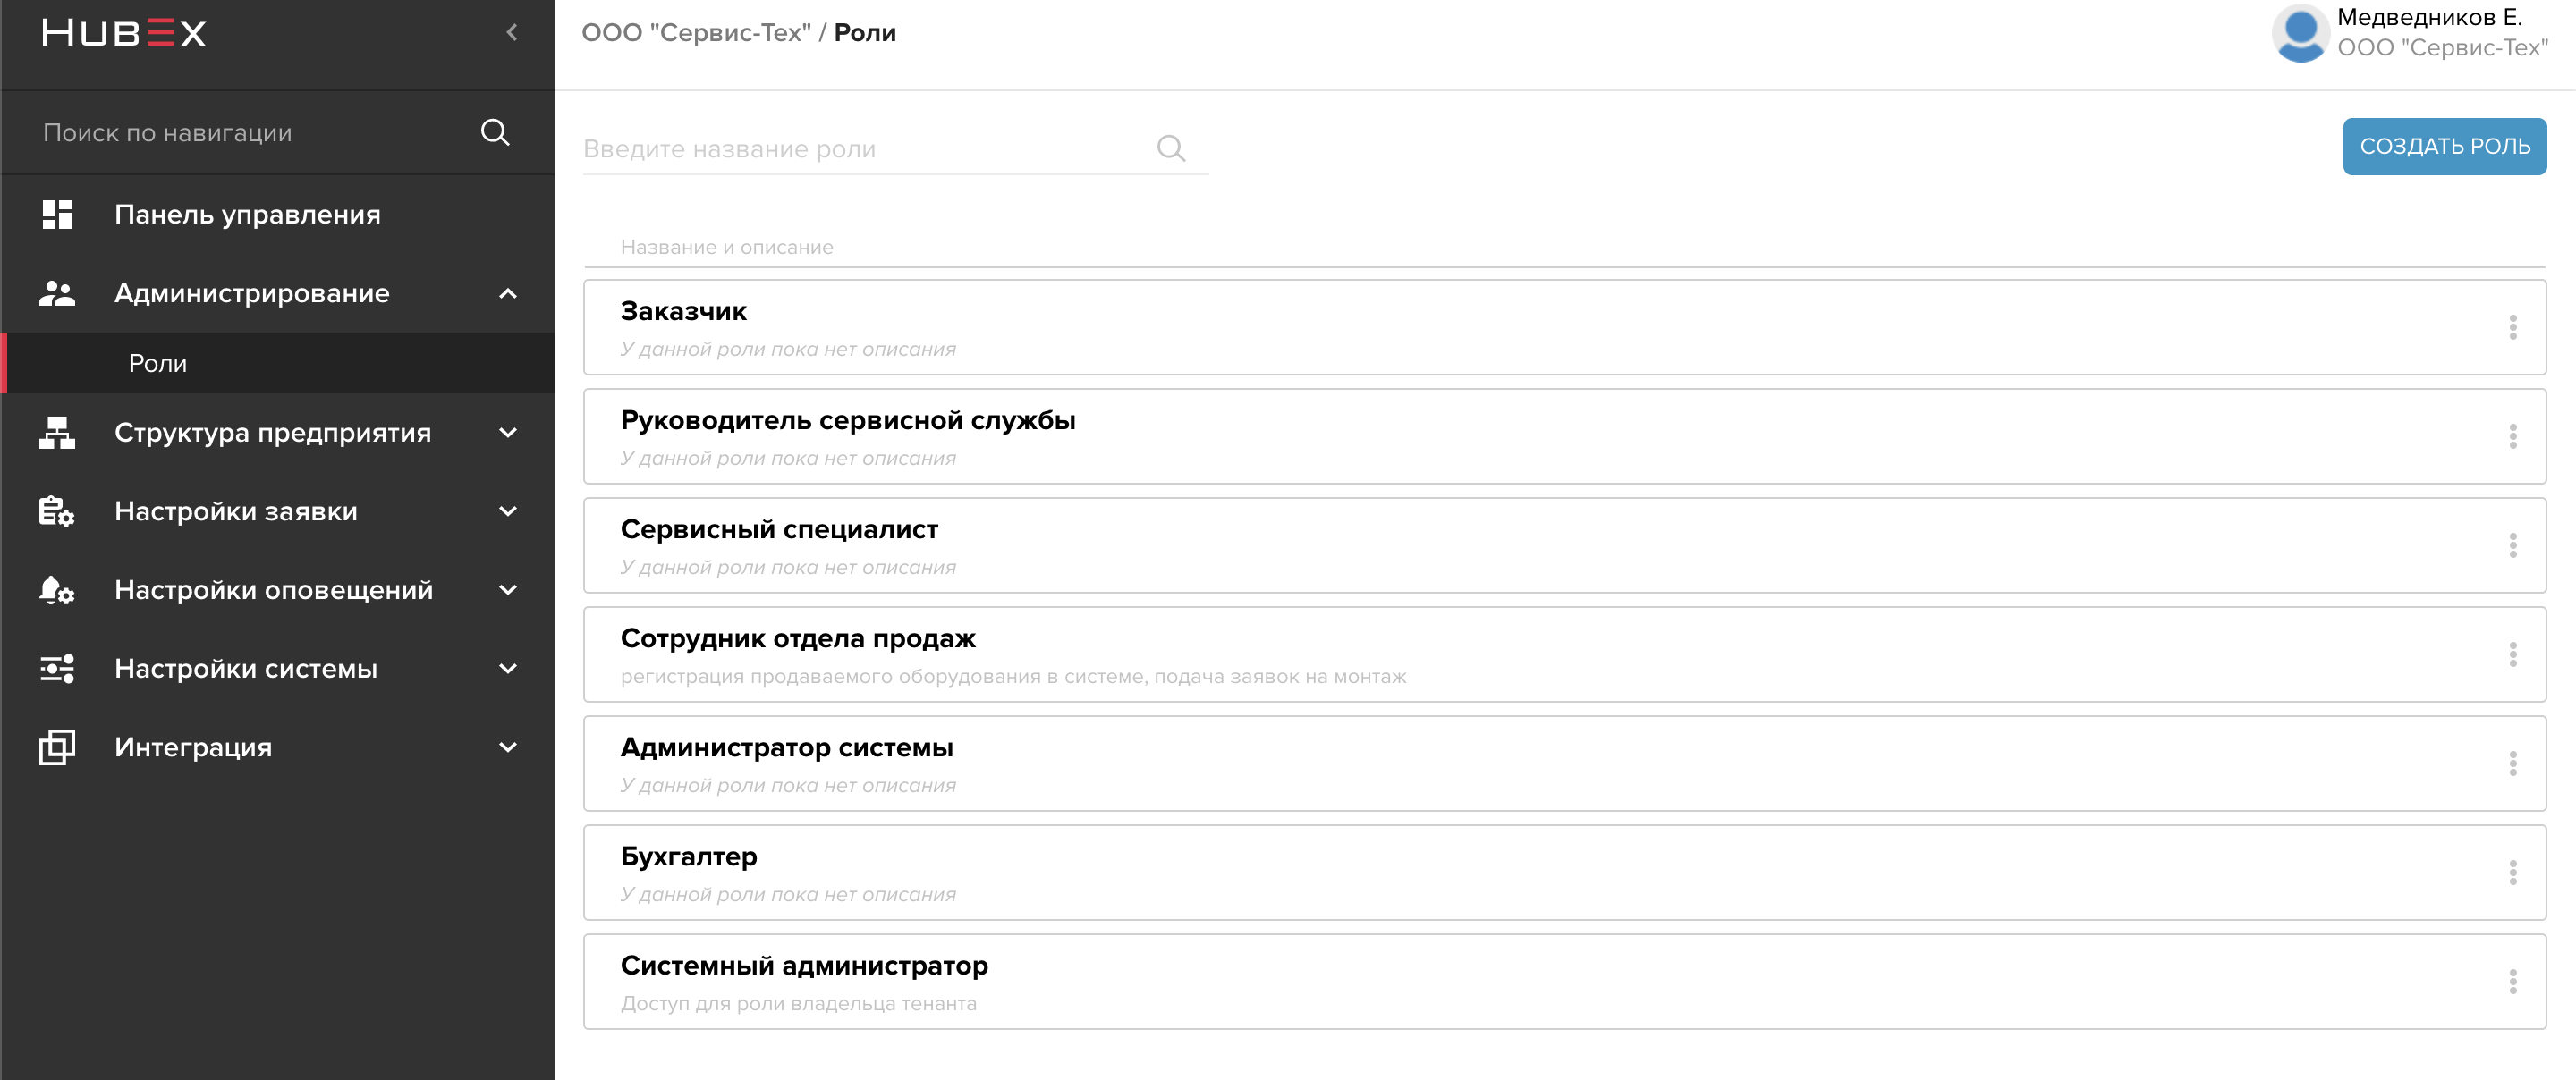 HUBEX
Поиск по навигации
Панель управления
Администрирование
Роли
Структура предприятия
Настройки заявки
Настройки оповещений
Настройки системы
Интеграция
ООО "Сервис-Тех" / Роли
Медведников Е.
ООО "Сервис-Тех"
Введите название роли
СОЗДАТЬ РОЛЬ
Название и описание
Заказчик
У данной роли пока нет описания
Руководитель сервисной службы
У данной роли пока нет описания
Сервисный специалист
У данной роли пока нет описания
Сотрудник отдела продаж
регистрация продаваемого оборудования в системе, подача заявок на монтаж
Администратор системы
У данной роли пока нет описания
Бухгалтер
У данной роли пока нет описания
Системный администратор
Доступ для роли владельца тенанта